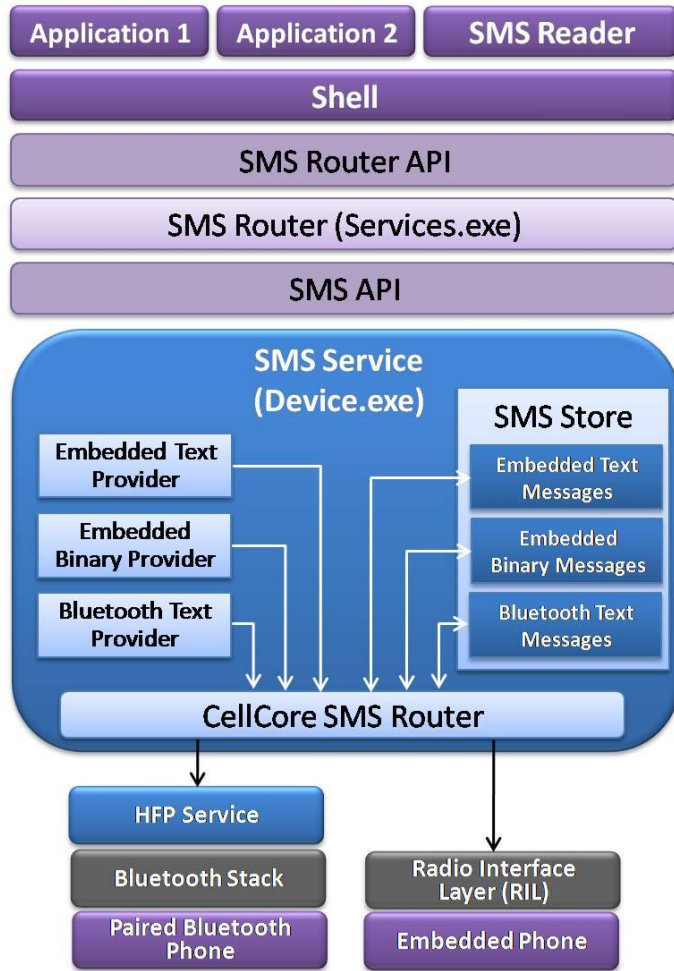 Application 1
Application 2
SMS Reader
Shell
SMS Router API
SMS Router (Services.exe)
SMS API
SMS Service
(Device.exe)
Embedded Text
Provider
Embedded
Binary Provider
Bluetooth Text
Provider
SMS Store
Embedded Text
Messages
Embedded
Binary Messages
Bluetooth Text
Messages
CellCore SMS Router
HFP Service
Bluetooth Stack
Paired Bluetooth
Phone
Radio Interface
Layer (RIL)
Embedded Phone